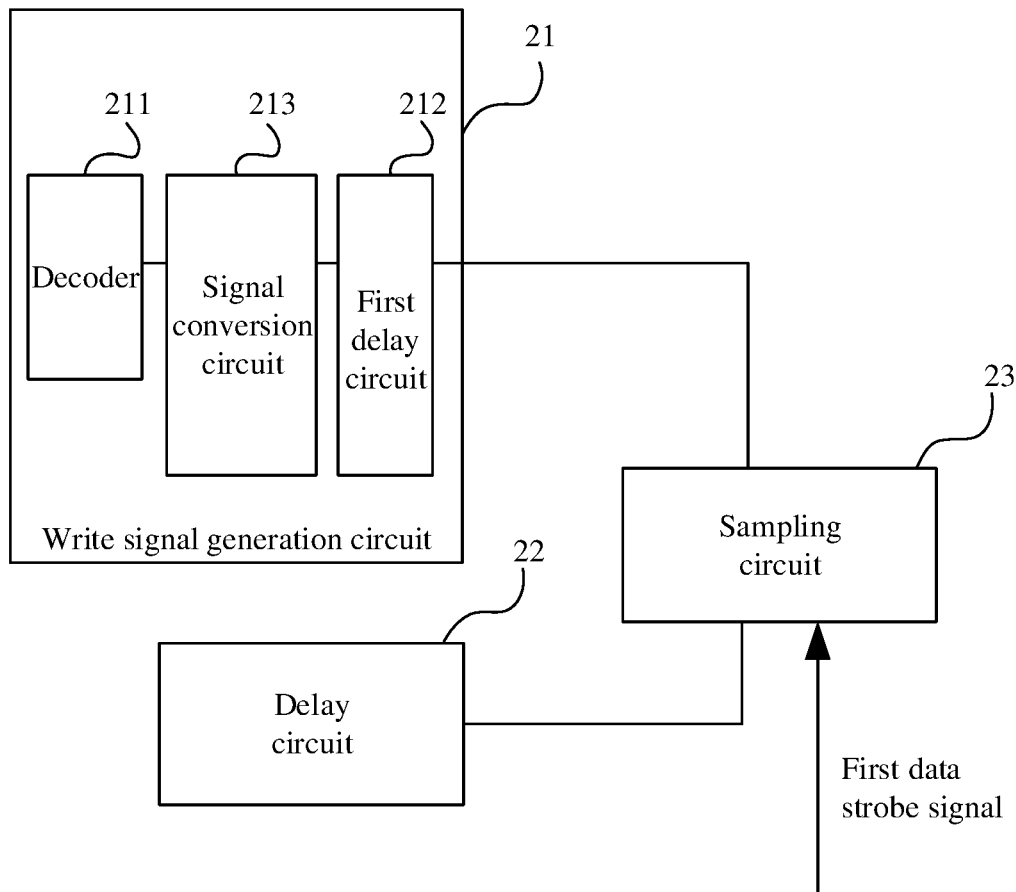 21
211
213
212
Decoder
Signal
conversion
circuit
First
delay
circuit
Write signal generation circuit
23
Sampling
circuit
22
Delay
circuit
First data
strobe signal